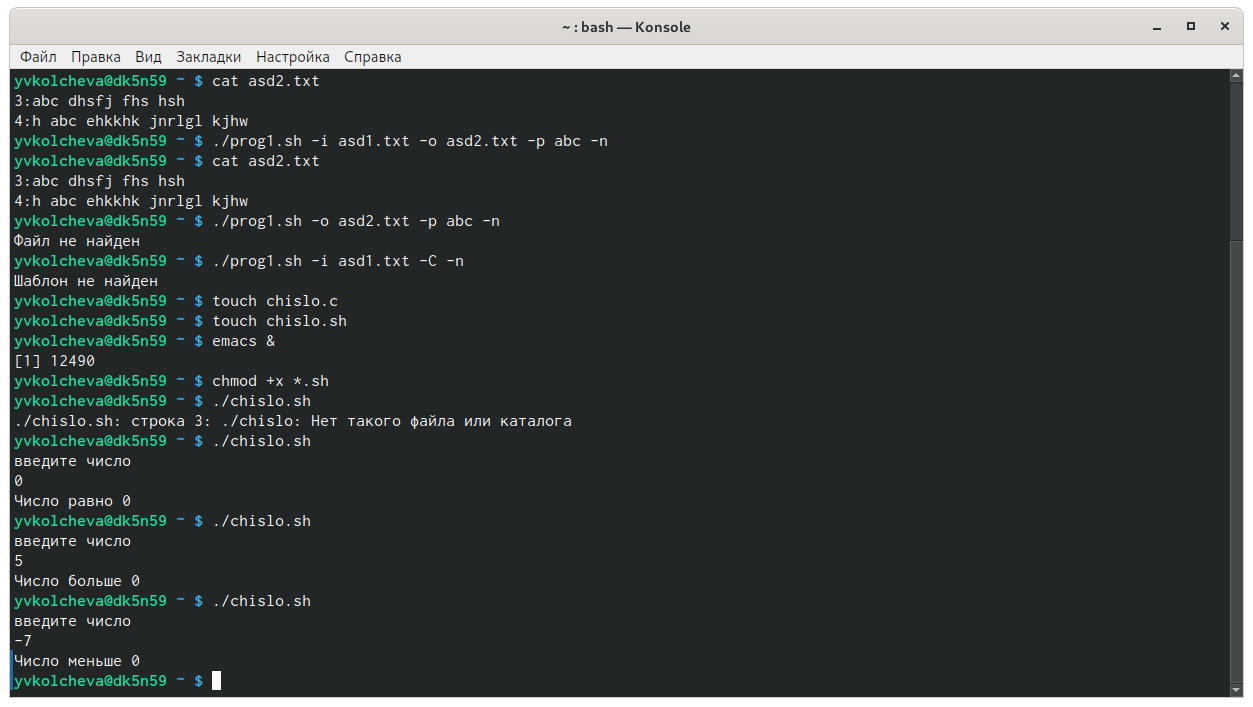 ~ : bash — Konsole
Файл Правка Вид Закладки Настройка Справка
yvkolcheva@dk5n59 ~ $ cat asd2.txt
3:abc dhsfj fhs hsh
4:h abc ehkkhk jnrlgl kjhw
yvkolcheva@dk5n59 ~ $ ./prog1.sh -i asd1.txt -o asd2.txt -p abc -n
yvkolcheva@dk5n59 ~ $ cat asd2.txt
3:abc dhsfj fhs hsh
4:h abc ehkkhk jnrlgl kjhw
yvkolcheva@dk5n59 ~ $ ./prog1.sh -o asd2.txt -p abc -n
Файл не найден
yvkolcheva@dk5n59 ~ $ ./prog1.sh -i asd1.txt -C -n
Шаблон не найден
yvkolcheva@dk5n59 ~ $ touch chislo.c
yvkolcheva@dk5n59 ~ $ touch chislo.sh
yvkolcheva@dk5n59 ~ $ emacs &
[1] 12490
yvkolcheva@dk5n59 ~ $ chmod +x *.sh
yvkolcheva@dk5n59 ~ $ ./chislo.sh
./chislo.sh: строка 3: ./chislo: Нет такого файла или каталога
yvkolcheva@dk5n59 ~ $ ./chislo.sh
введите число
0
Число равно 0
yvkolcheva@dk5n59 ~ $ ./chislo.sh
введите число
5
Число больше 0
yvkolcheva@dk5n59 ~ $ ./chislo.sh
введите число
-7
Число меньше 0
yvkolcheva@dk5n59 ~ $